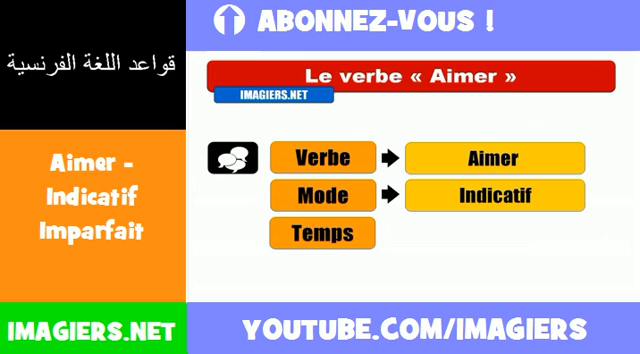 قواعد اللغة الفرنسية
Aimer -
Indicatif
Imparfait
IMAGIERS.NET
ABONNEZ-VOUS !
Le verbe « Aimer »
IMAGIERS.NET
Verbe Aimer
Mode Indicatif
Temps
YOUTUBE.COM/IMAGIERS